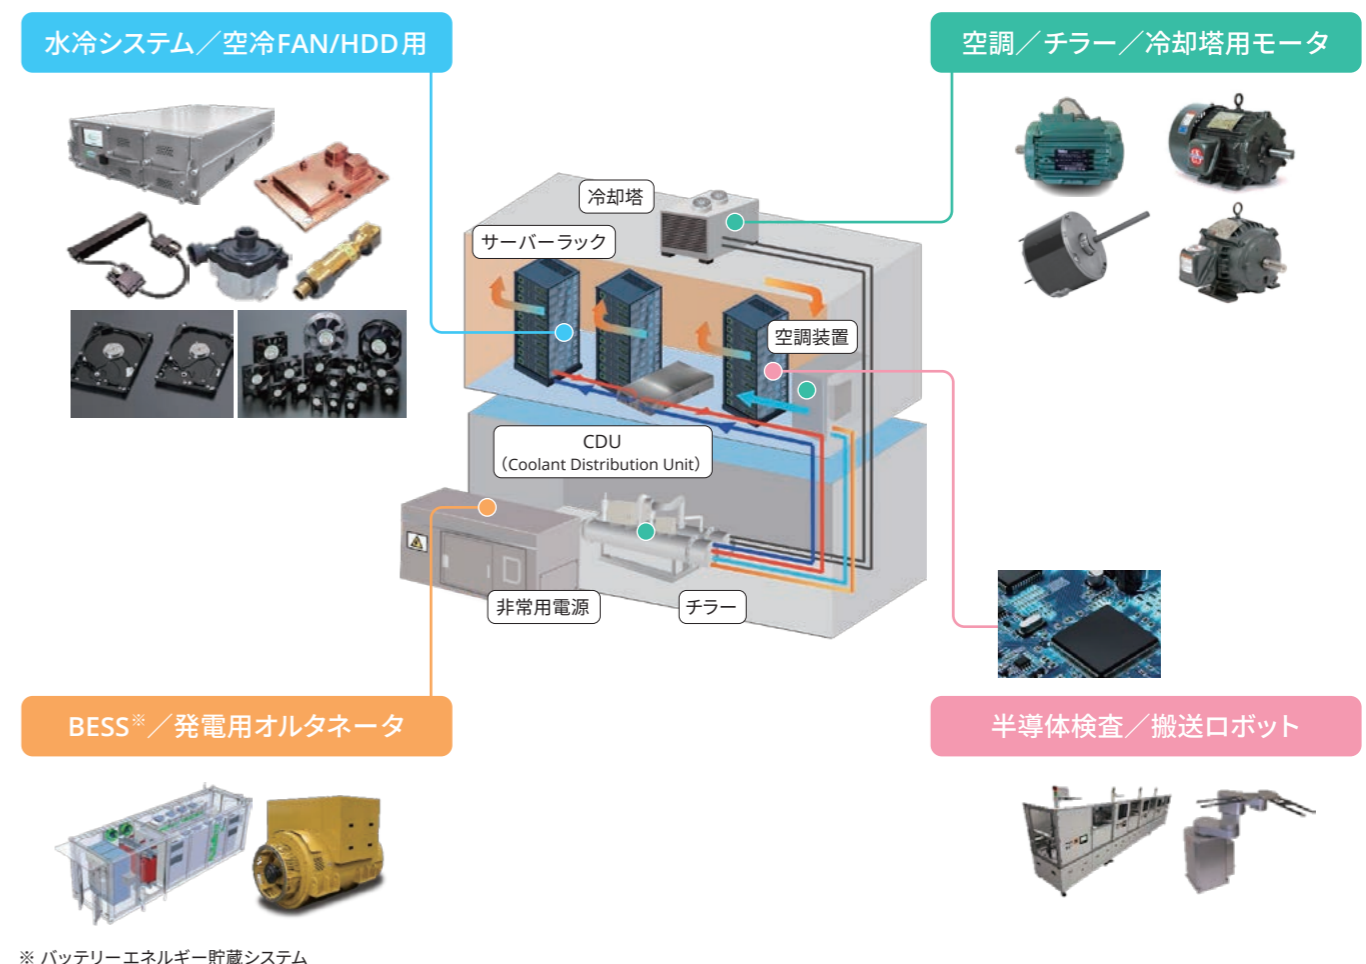 水冷システム／空冷FAN/HDD用
空調／チラー／冷却塔用モータ
冷却塔
サーバーラック
空調装置
CDU
（Coolant Distribution Unit）
非常用電源
チラー
BESS※／発電用オルタネータ
半導体検査／搬送ロボット
※ バッテリーエネルギー貯蔵システム